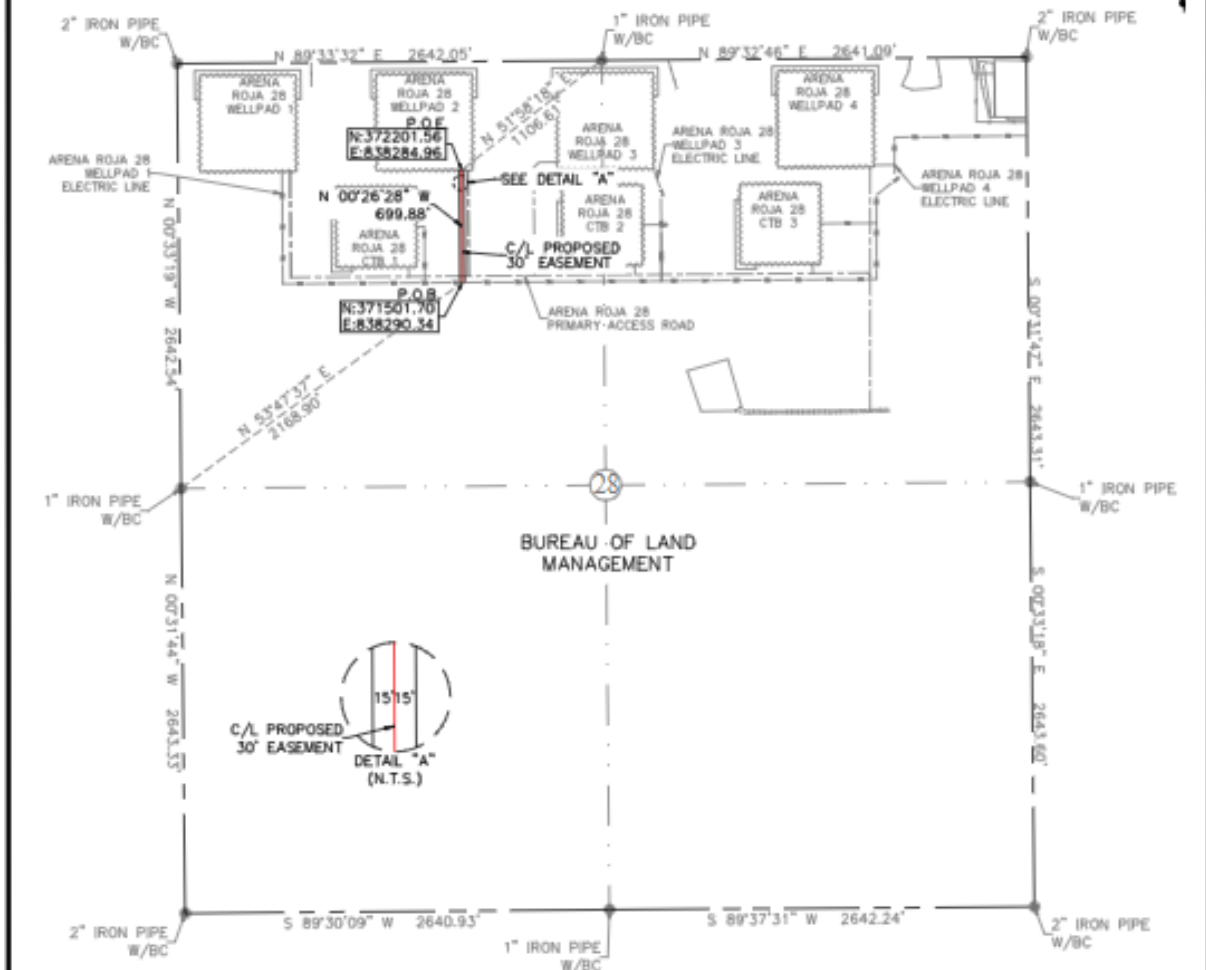 2" IRON PIPE
W/BC
1" IRON PIPE
W/BC
2" IRON PIPE
W/BC
N 89°33'32" E 2642.05'
N 89°32'46" E 2641.09'
ARENA
ROJA 28
WELLPAD 1
ARENA
ROJA 28
WELLPAD 2
ARENA
ROJA 28
WELLPAD 3
ARENA
ROJA 28
WELLPAD 4
P.O.E.
N:372201.56
E:838284.96
N 51°58'18" E
1106.61'
ARENA ROJA 28
WELLPAD 1
ELECTRIC LINE
ARENA ROJA 28
WELLPAD 3
ELECTRIC LINE
ARENA ROJA 28
WELLPAD 4
ELECTRIC LINE
SEE DETAIL "A"
N 00°26'28" W
699.88'
ARENA
ROJA 28
CTB 1
ARENA
ROJA 28
CTB 2
ARENA
ROJA 28
CTB 3
C/L PROPOSED
30' EASEMENT
P.O.B.
N:371501.70
E:838290.34
ARENA ROJA 28
PRIMARY ACCESS ROAD
N 00°33'19" W 2642.54'
S 00°31'47" E 2643.31'
N 53°47'37" E
2168.90'
1" IRON PIPE
W/BC
28
1" IRON PIPE
W/BC
BUREAU OF LAND
MANAGEMENT
N 00°31'44" W 2643.33'
S 00°33'18" E 2643.60'
15' 15'
C/L PROPOSED
30' EASEMENT
DETAIL "A"
(N.T.S.)
2" IRON PIPE
W/BC
S 89°30'09" W 2640.93'
1" IRON PIPE
W/BC
S 89°37'31" W 2642.24'
2" IRON PIPE
W/BC